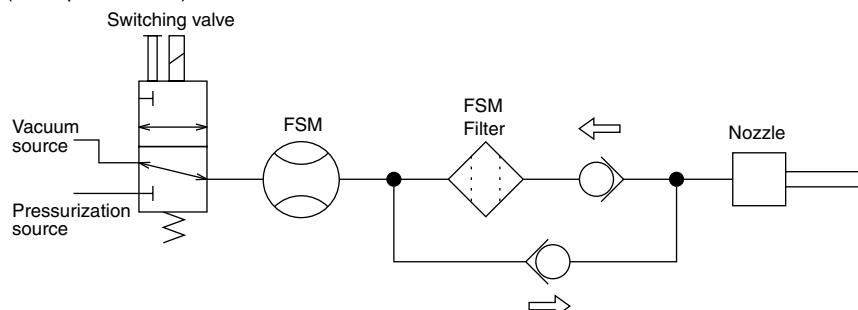 Switching valve
Vacuum
source
Pressurization
source
FSM
FSM
Filter
Nozzle